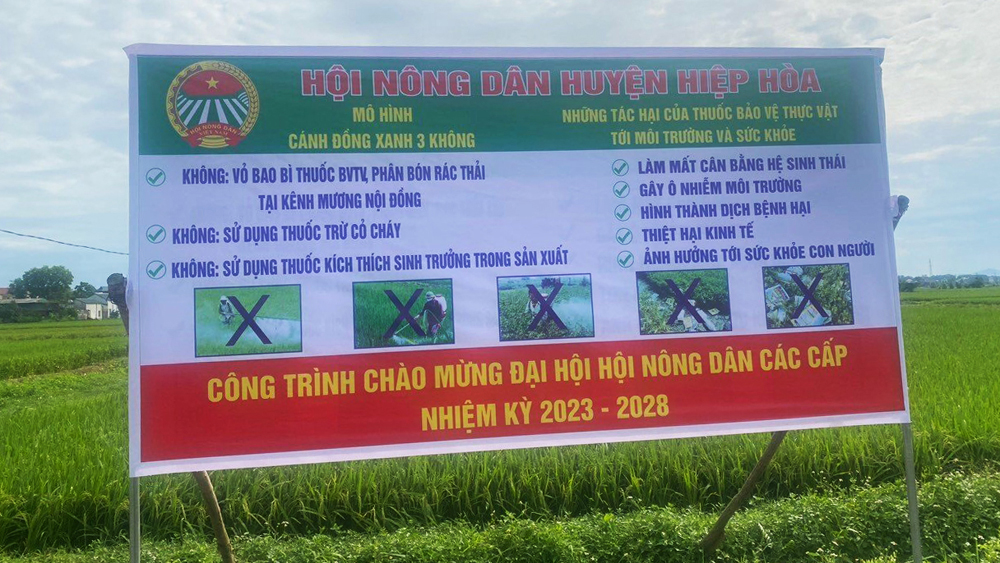 HỘI NÔNG DÂN HUYỆN HIỆP HÒA
HỘI NÔNG DÂN
VIỆT NAM
MÔ HÌNH
CÁNH ĐỒNG XANH 3 KHÔNG
KHÔNG: VỎ BAO BÌ THUỐC BVTV, PHÂN BÓN RÁC THẢI
TẠI KÊNH MƯƠNG NỘI ĐỒNG
KHÔNG: SỬ DỤNG THUỐC TRỪ CỎ CHÁY
KHÔNG: SỬ DỤNG THUỐC KÍCH THÍCH SINH TRƯỞNG TRONG SẢN XUẤT
NHỮNG TÁC HẠI CỦA THUỐC BẢO VỆ THỰC VẬT
TỚI MÔI TRƯỜNG VÀ SỨC KHỎE
LÀM MẤT CÂN BẰNG HỆ SINH THÁI
GÂY Ô NHIỄM MÔI TRƯỜNG
HÌNH THÀNH DỊCH BỆNH HẠI
THIỆT HẠI KINH TẾ
ẢNH HƯỞNG TỚI SỨC KHỎE CON NGƯỜI
X
X
X
X
X
CÔNG TRÌNH CHÀO MỪNG ĐẠI HỘI HỘI NÔNG DÂN CÁC CẤP
NHIỆM KỲ 2023 - 2028